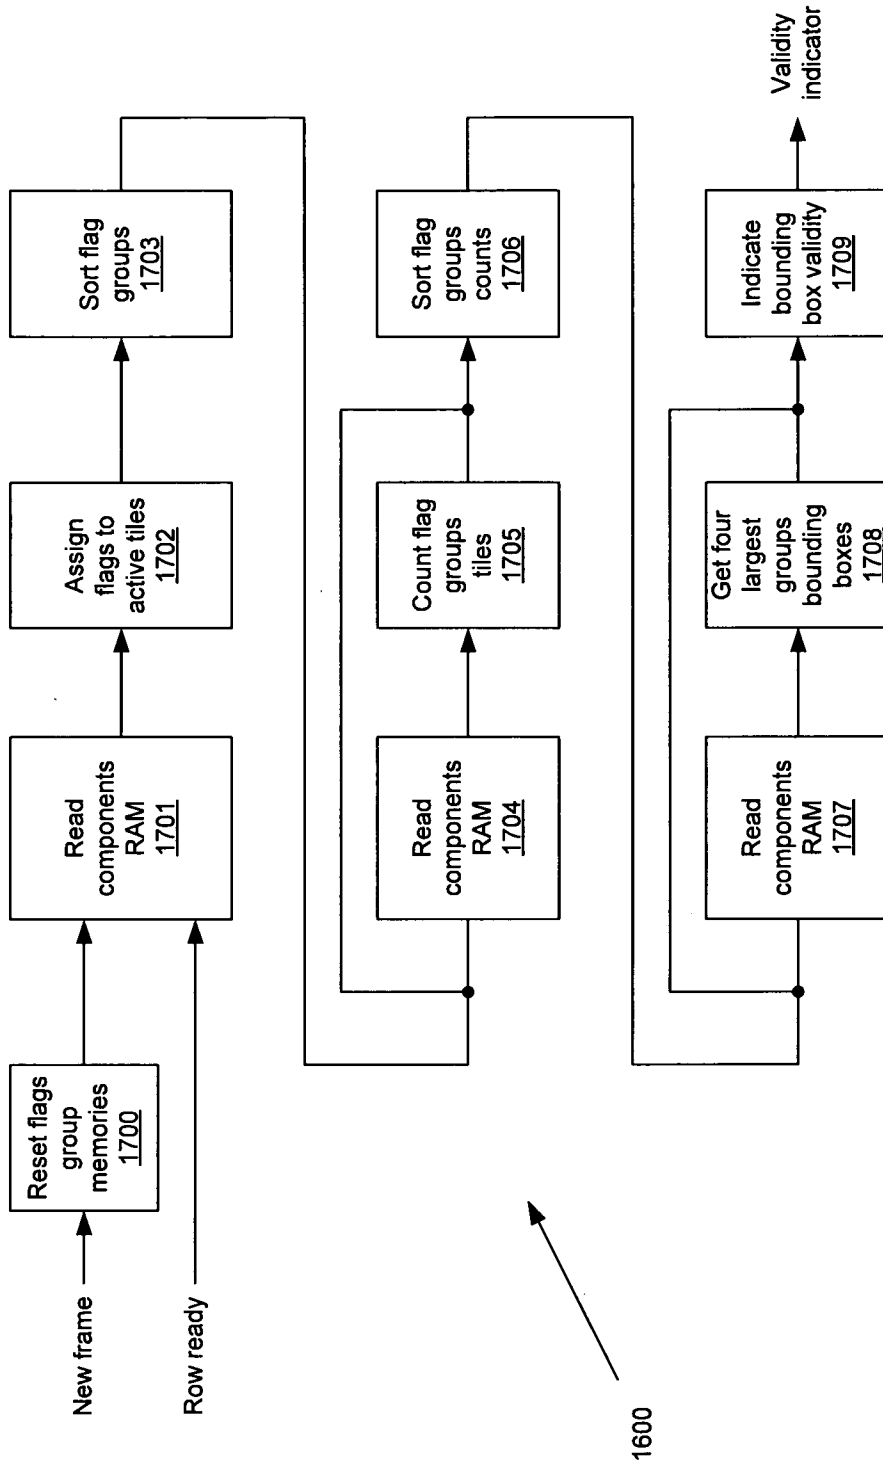 New frame
Row ready
Reset flags
group
memories
1700
Read
components
RAM
1701
Assign
flags to
active tiles
1702
Sort flag
groups
1703
Read
components
RAM
1704
Count flag
groups
tiles
1705
Sort flag
groups
counts
1706
Read
components
RAM
1707
Get four
largest
groups
bounding
boxes
1708
Indicate
bounding
box validity
1709
Validity
indicator
1600